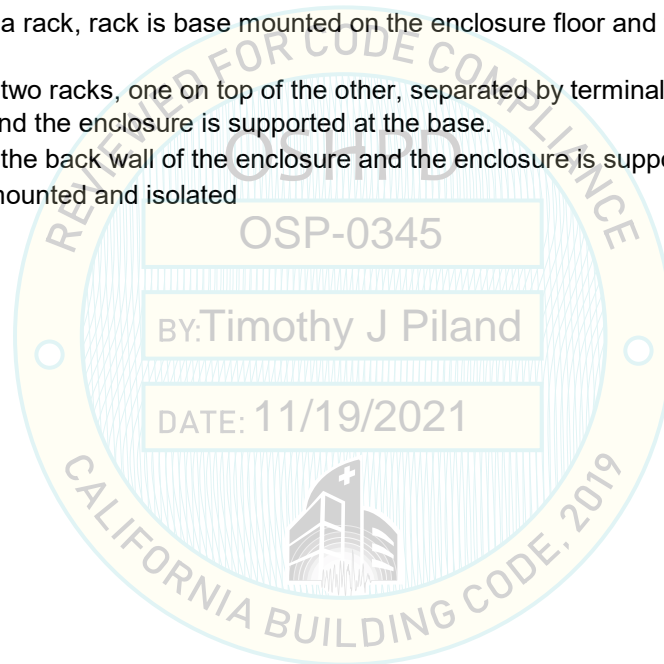 a rack, rack is base mounted on the enclosure floor and
two racks, one on top of the other, separated by terminal
nd the enclosure is supported at the base.
the back wall of the enclosure and the enclosure is suppo
mounted and isolated
REVIEWED FOR CODE COMPLIANCE
OSHPD
OSP-0345
BY:Timothy J Piland
DATE: 11/19/2021
CALIFORNIA BUILDING CODE, 2019